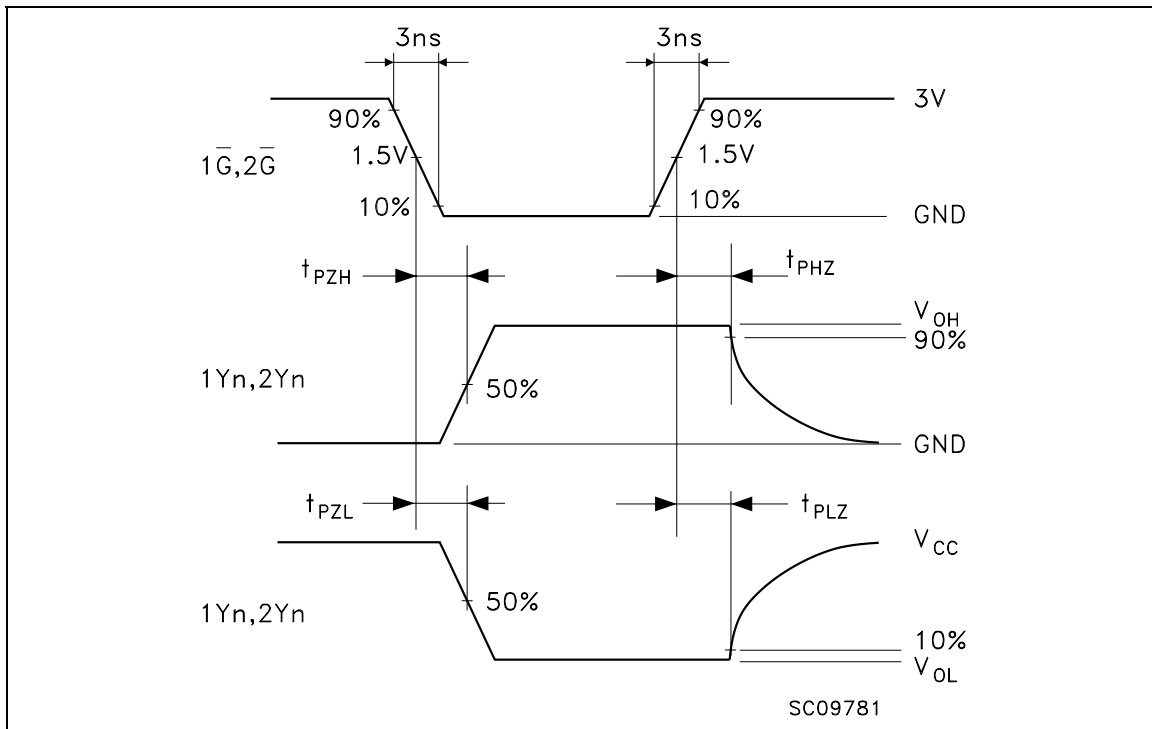 3ns 3ns
3V
90% 90%
1G̅,2G̅ 1.5V 1.5V
10% 10%
GND
tPZH tPHZ
VOH
90%
1Yn,2Yn 50%
GND
tPZL tPLZ
VCC
1Yn,2Yn 50%
10%
VOL
SC09781